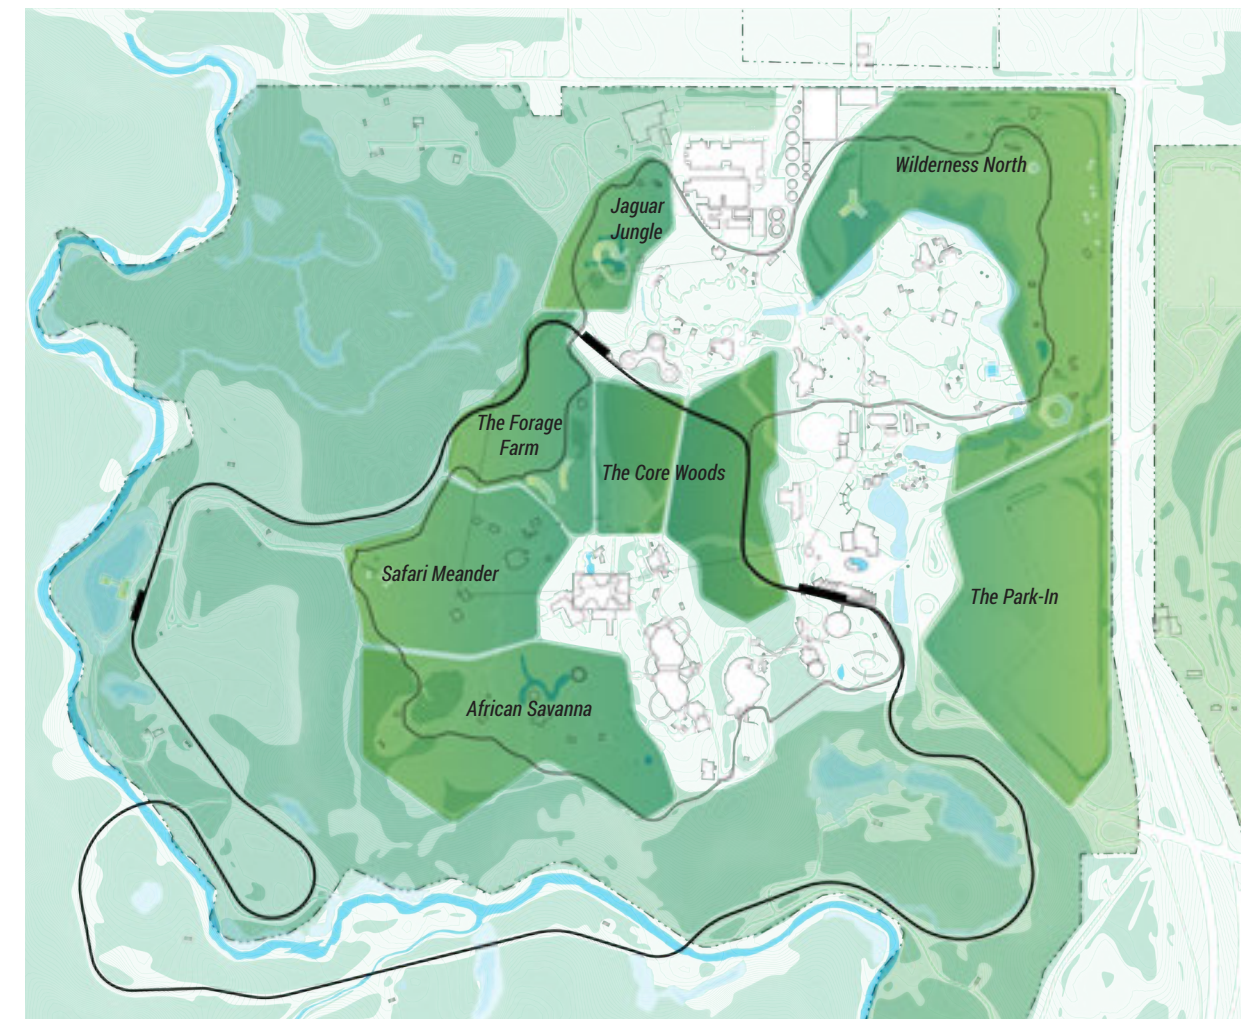 Wilderness North
Jaguar
Jungle
The Forage
Farm
The Core Woods
Safari Meander
The Park-In
African Savanna